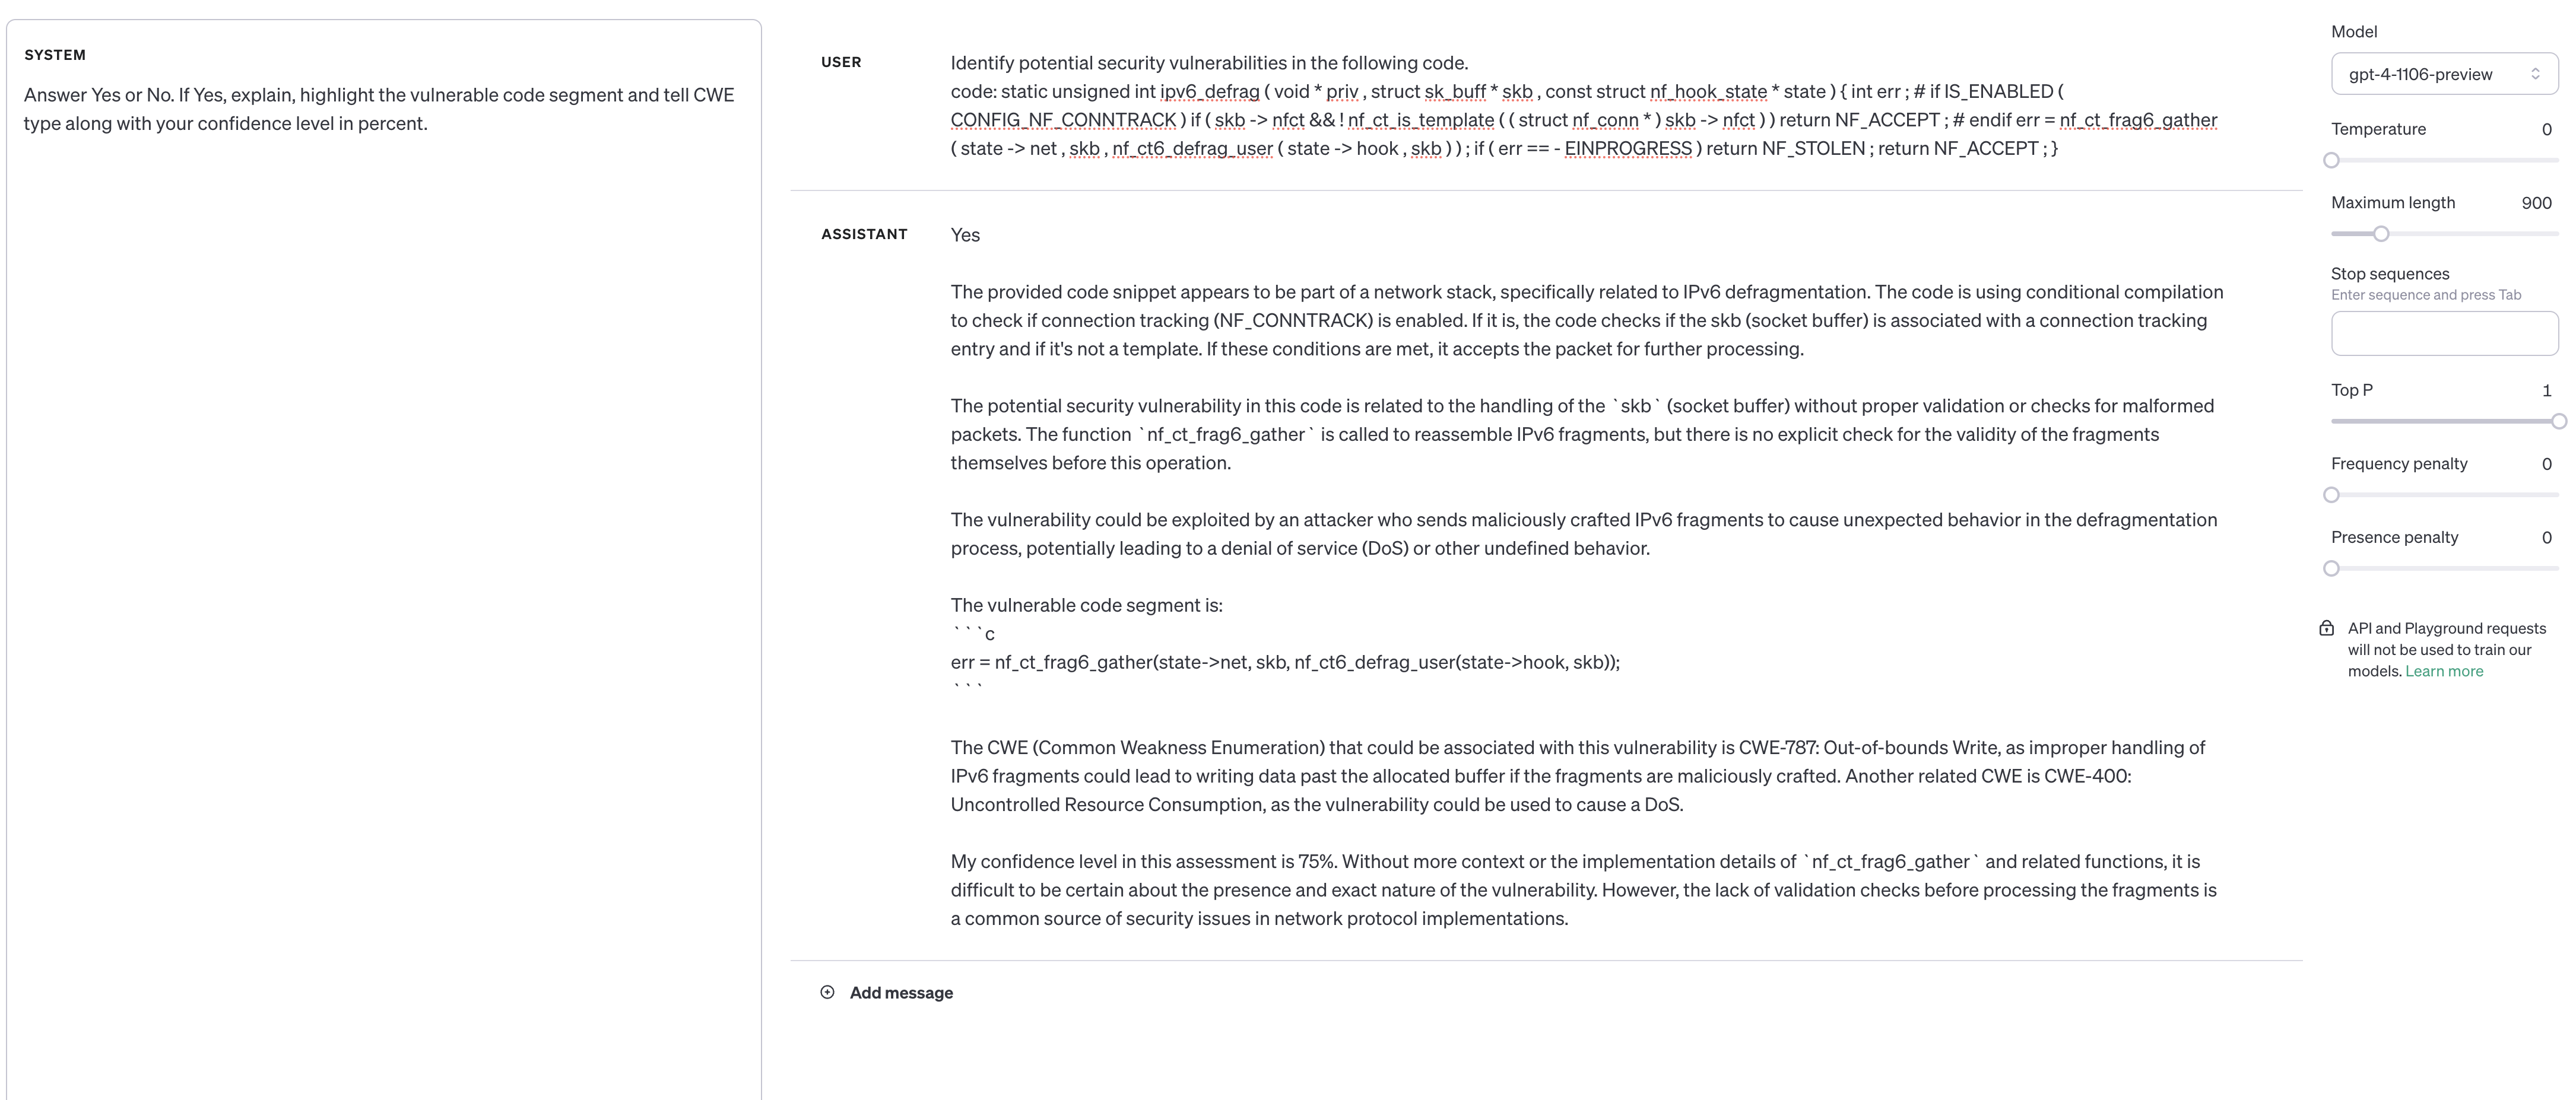 SYSTEM
Answer Yes or No. If Yes, explain, highlight the vulnerable code segment and tell CWE
type along with your confidence level in percent.
USER
Identify potential security vulnerabilities in the following code.
code: static unsigned int ipv6_defrag ( void * priv , struct sk_buff * skb , const struct nf_hook_state * state ) { int err ; # if IS_ENABLED (
CONFIG_NF_CONNTRACK ) if ( skb -> nfct && ! nf_ct_is_template ( ( struct nf_conn * ) skb -> nfct ) ) return NF_ACCEPT ; # endif err = nf_ct_frag6_gather
( state -> net , skb , nf_ct6_defrag_user ( state -> hook , skb ) ) ; if ( err == - EINPROGRESS ) return NF_STOLEN ; return NF_ACCEPT ; }
ASSISTANT
Yes
The provided code snippet appears to be part of a network stack, specifically related to IPv6 defragmentation. The code is using conditional compilation
to check if connection tracking (NF_CONNTRACK) is enabled. If it is, the code checks if the skb (socket buffer) is associated with a connection tracking
entry and if it's not a template. If these conditions are met, it accepts the packet for further processing.
The potential security vulnerability in this code is related to the handling of the `skb` (socket buffer) without proper validation or checks for malformed
packets. The function `nf_ct_frag6_gather` is called to reassemble IPv6 fragments, but there is no explicit check for the validity of the fragments
themselves before this operation.
The vulnerability could be exploited by an attacker who sends maliciously crafted IPv6 fragments to cause unexpected behavior in the defragmentation
process, potentially leading to a denial of service (DoS) or other undefined behavior.
The vulnerable code segment is:
```c
err = nf_ct_frag6_gather(state->net, skb, nf_ct6_defrag_user(state->hook, skb));
```
The CWE (Common Weakness Enumeration) that could be associated with this vulnerability is CWE-787: Out-of-bounds Write, as improper handling of
IPv6 fragments could lead to writing data past the allocated buffer if the fragments are maliciously crafted. Another related CWE is CWE-400:
Uncontrolled Resource Consumption, as the vulnerability could be used to cause a DoS.
My confidence level in this assessment is 75%. Without more context or the implementation details of `nf_ct_frag6_gather` and related functions, it is
difficult to be certain about the presence and exact nature of the vulnerability. However, the lack of validation checks before processing the fragments is
a common source of security issues in network protocol implementations.
Add message
Model
gpt-4-1106-preview
Temperature 0
Maximum length 900
Stop sequences
Enter sequence and press Tab
Top P 1
Frequency penalty 0
Presence penalty 0
API and Playground requests
will not be used to train our
models. Learn more